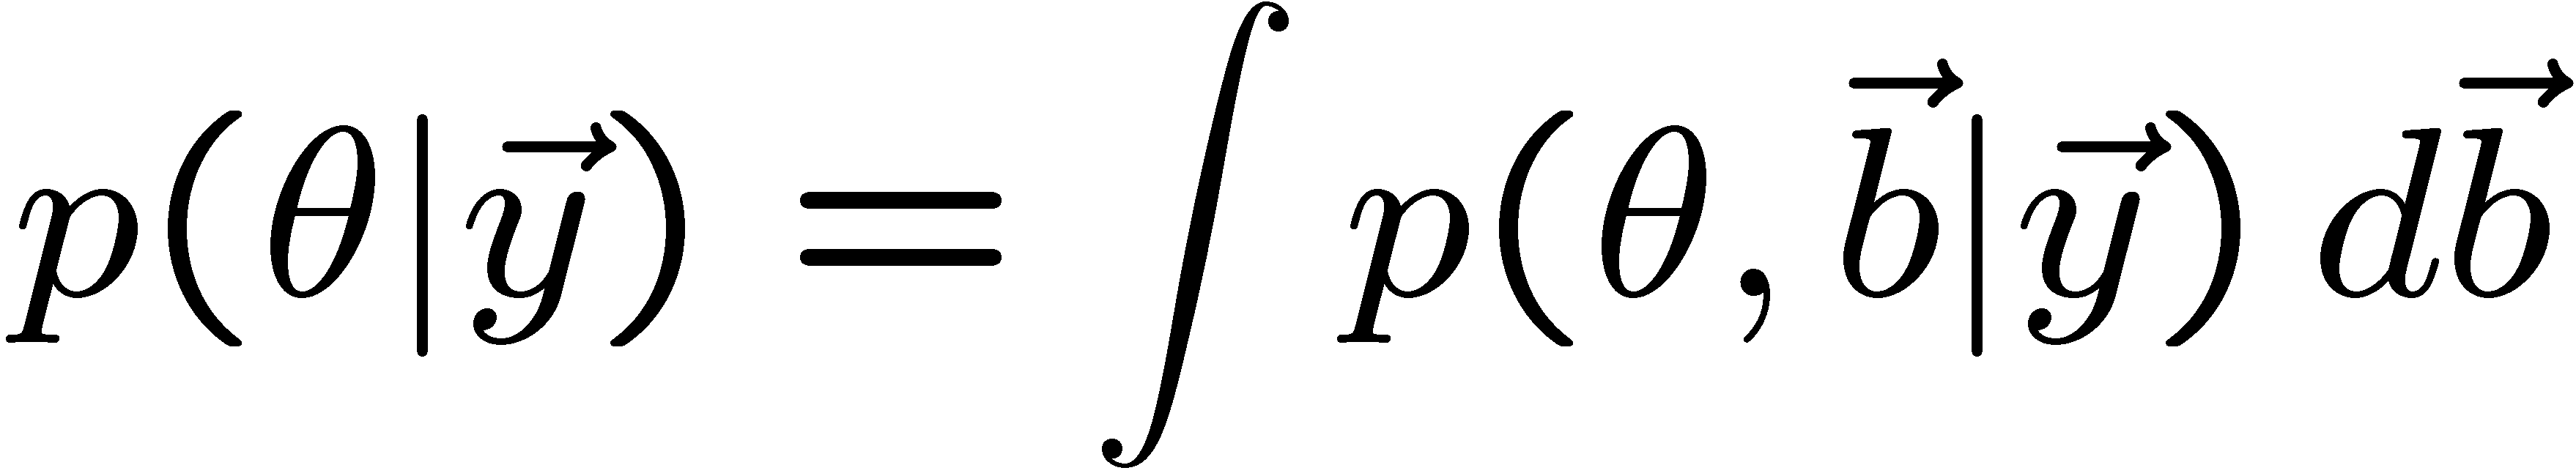 p(θ|y⃗) = ∫ p(θ, b⃗|y⃗) db⃗